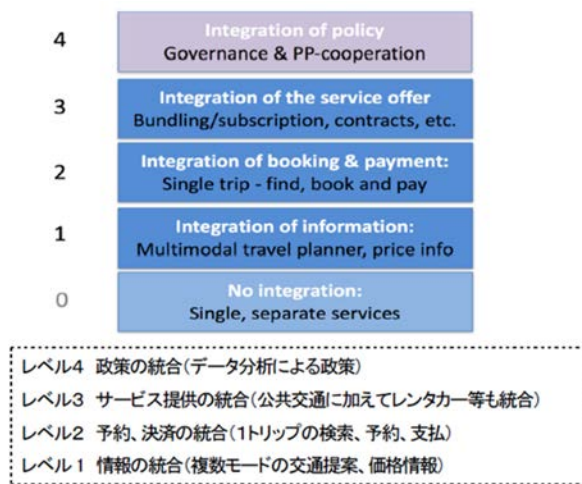 4
Integration of policy
Governance & PP-cooperation
3
Integration of the service offer
Bundling/subscription, contracts, etc.
2
Integration of booking & payment:
Single trip - find, book and pay
1
Integration of information:
Multimodal travel planner, price info
0
No integration:
Single, separate services
レベル4 政策の統合(データ分析による政策)
レベル3 サービス提供の統合(公共交通に加えてレンタカー等も統合)
レベル2 予約、決済の統合(1トリップの検索、予約、支払)
レベル1 情報の統合(複数モードの交通提案、価格情報)